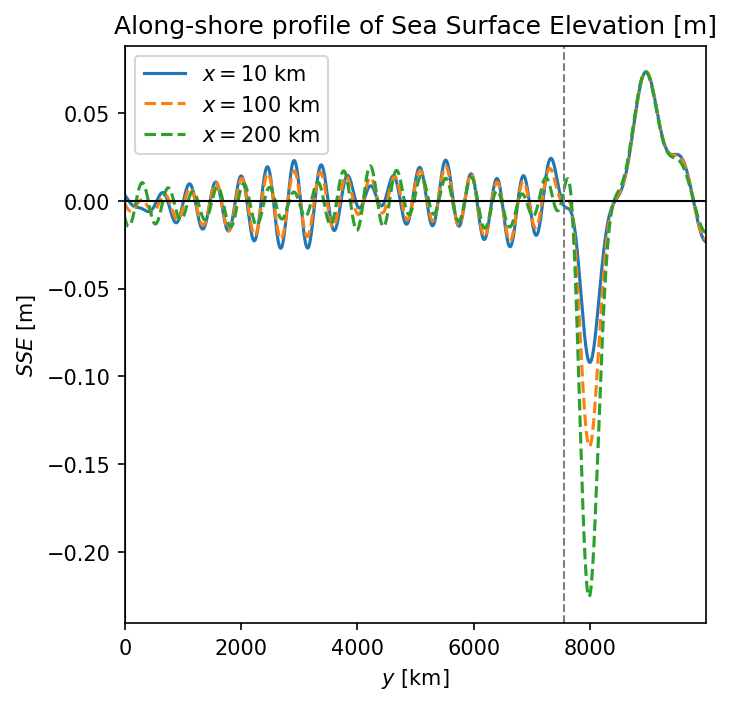 Along-shore profile of Sea Surface Elevation [m]
x = 10 km
x = 100 km
x = 200 km
0.05
0.00
−0.05
−0.10
−0.15
−0.20
SSE [m]
0 2000 4000 6000 8000
y [km]